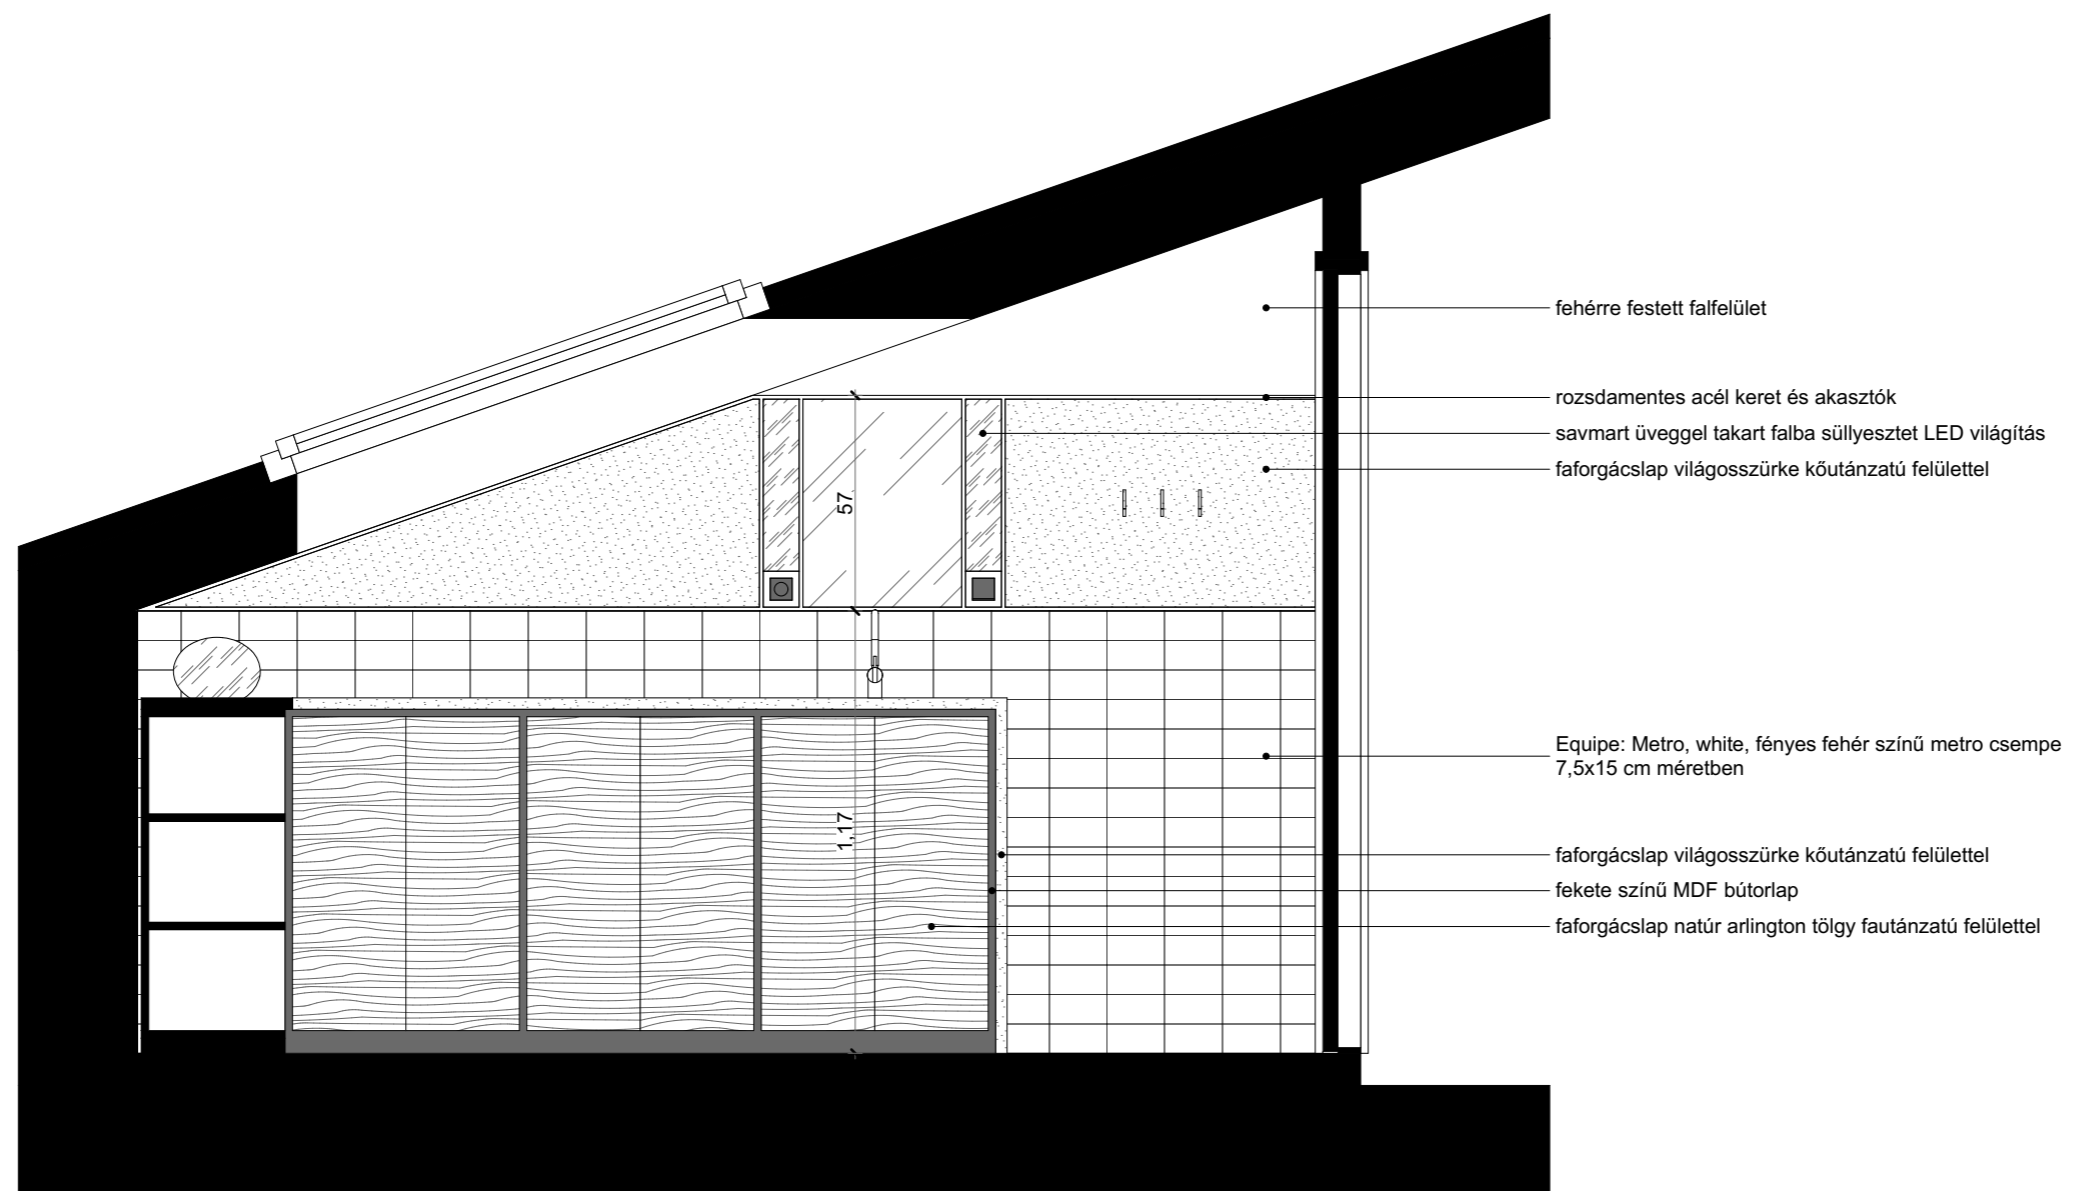 fehérre festett falfelület
rozsdamentes acél keret és akasztók
savmart üveggel takart falba süllyesztet LED világítás
faforgácslap világosszürke kőutánzatú felülettel
57
Equipe: Metro, white, fényes fehér színű metro csempe
7,5x15 cm méretben
1,17
faforgácslap világosszürke kőutánzatú felülettel
fekete színű MDF bútorlap
faforgácslap natúr arlington tölgy fautánzatú felülettel